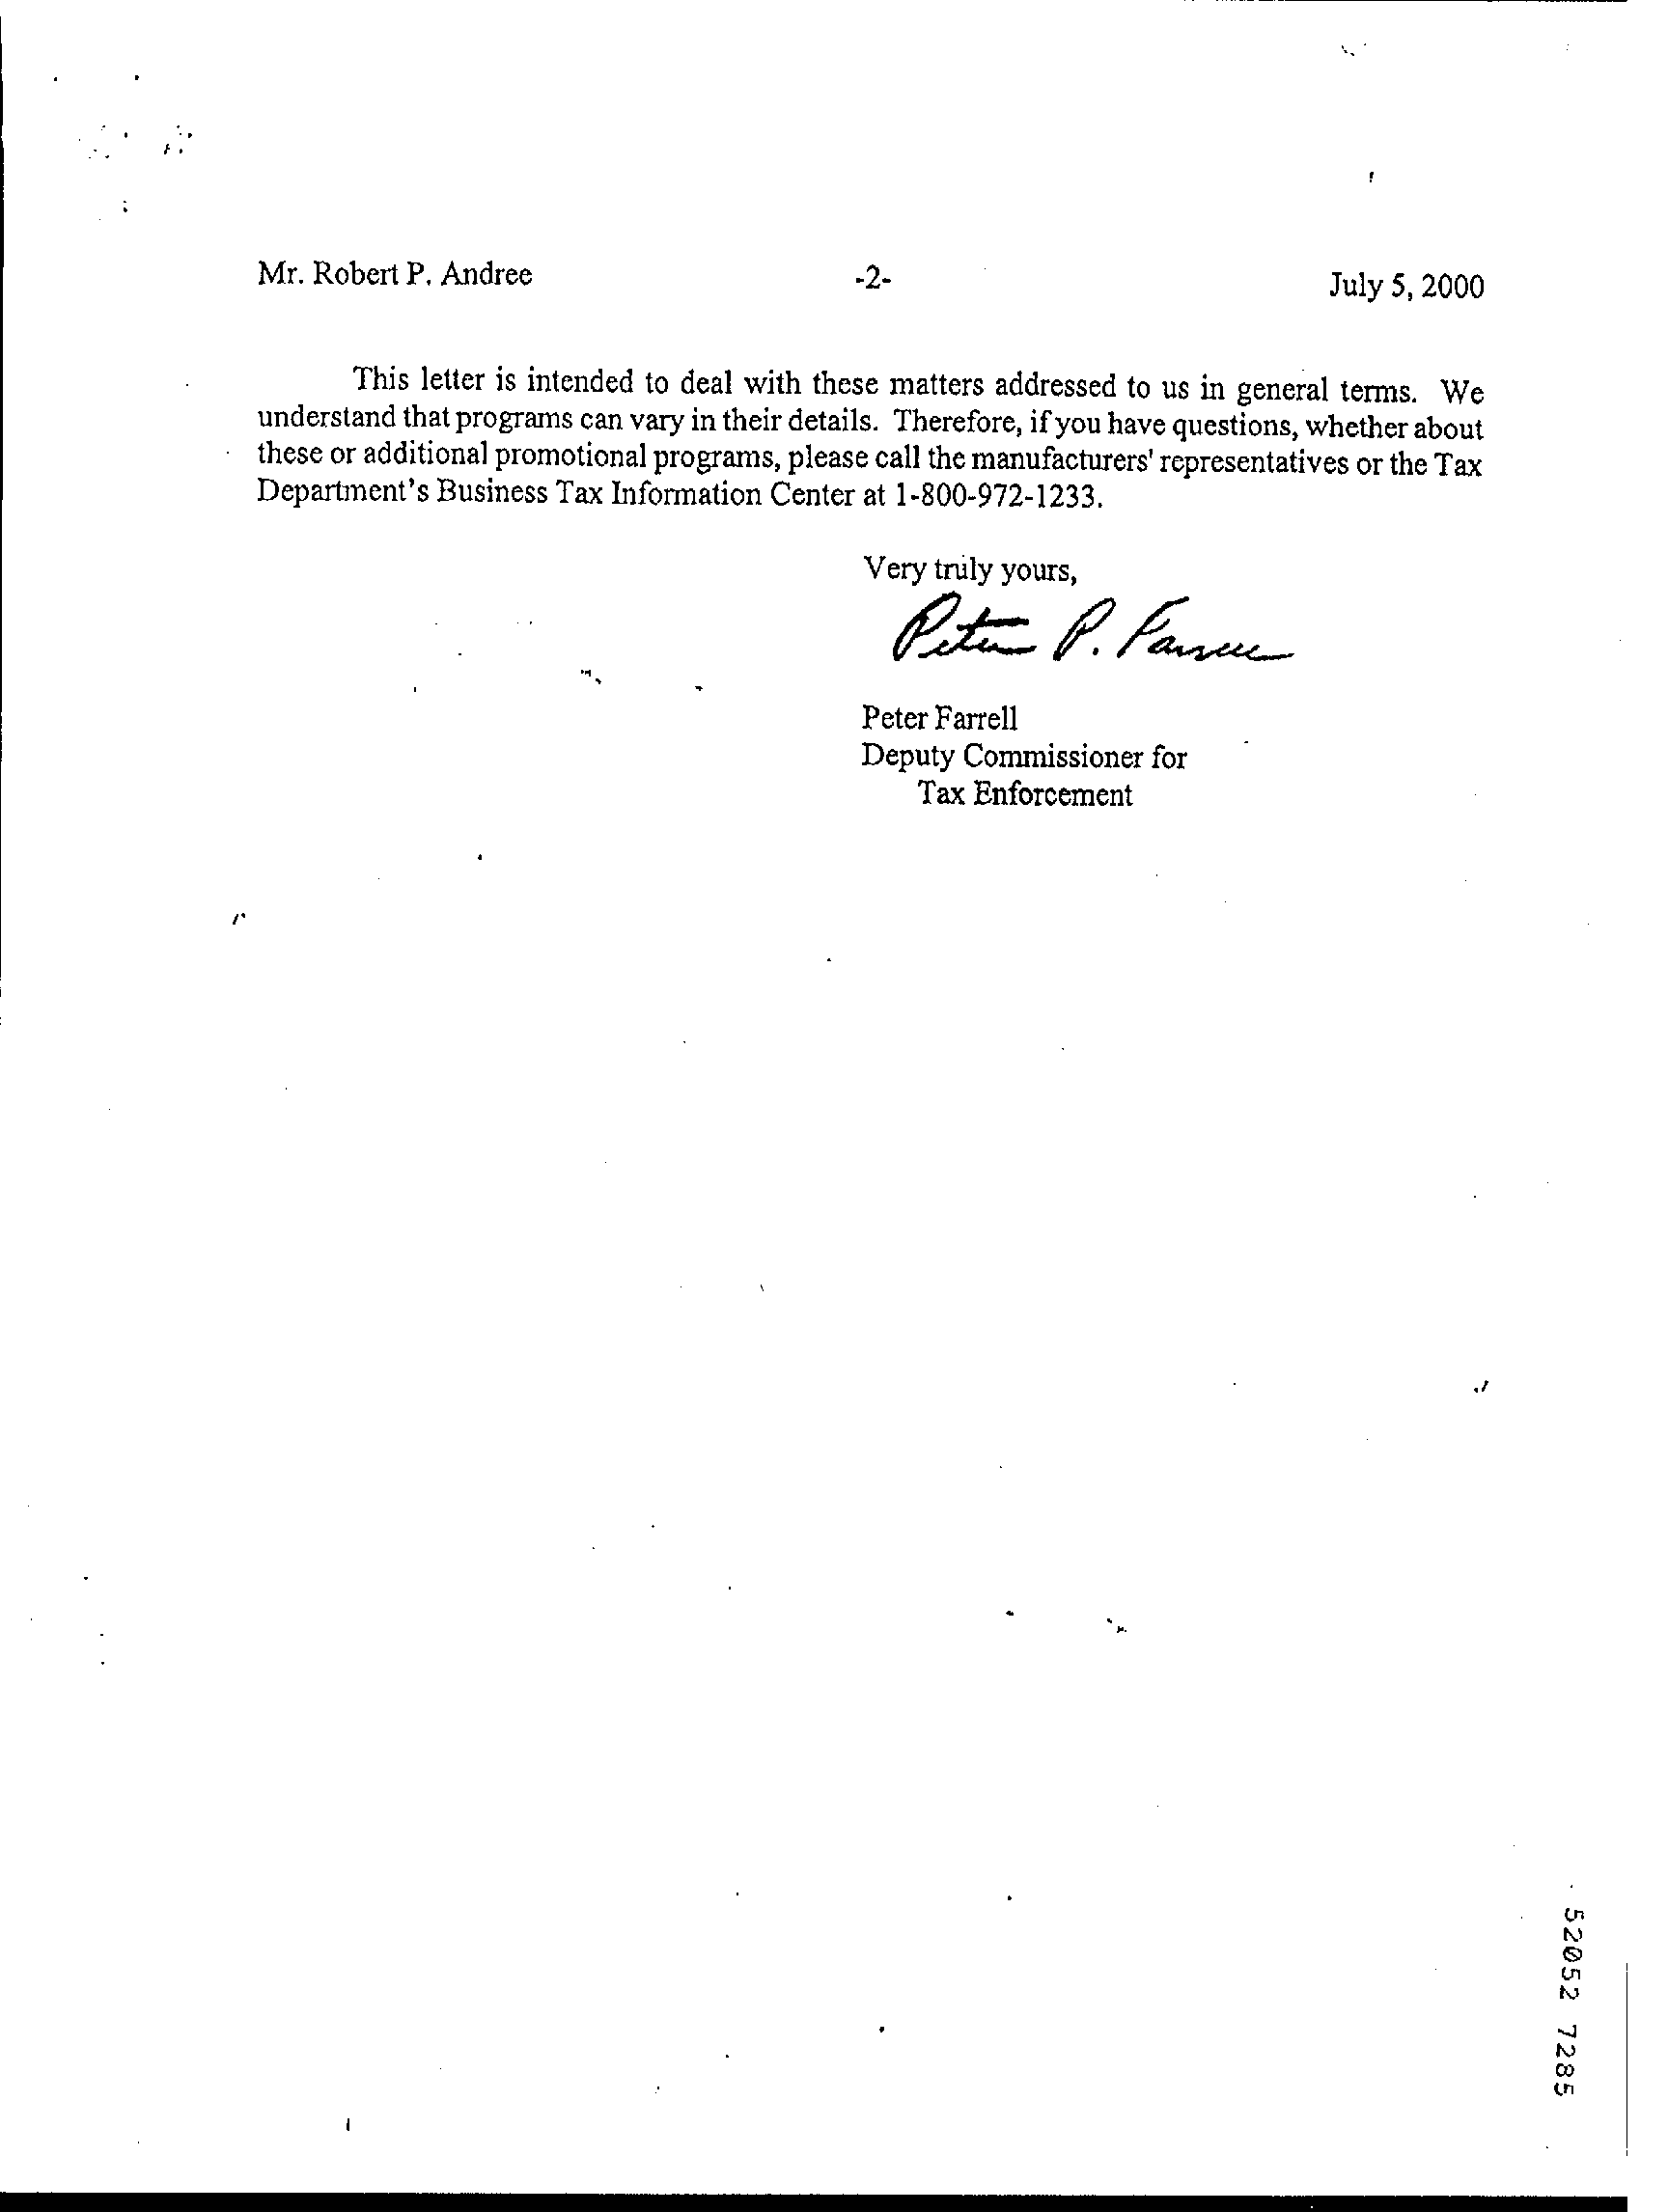 Mr. Robert P. Andree -2- July 5, 2000
This letter is intended to deal with these matters addressed to us in general terms. We
understand that programs can vary in their details. Therefore, if you have questions, whether about
these or additional promotional programs, please call the manufacturers' representatives or the Tax
Department's Business Tax Information Center at 1-800-972-1233.
Very truly yours,
Peter P. Farrell
Peter Farrell
Deputy Commissioner for
Tax Enforcement
52052 7285